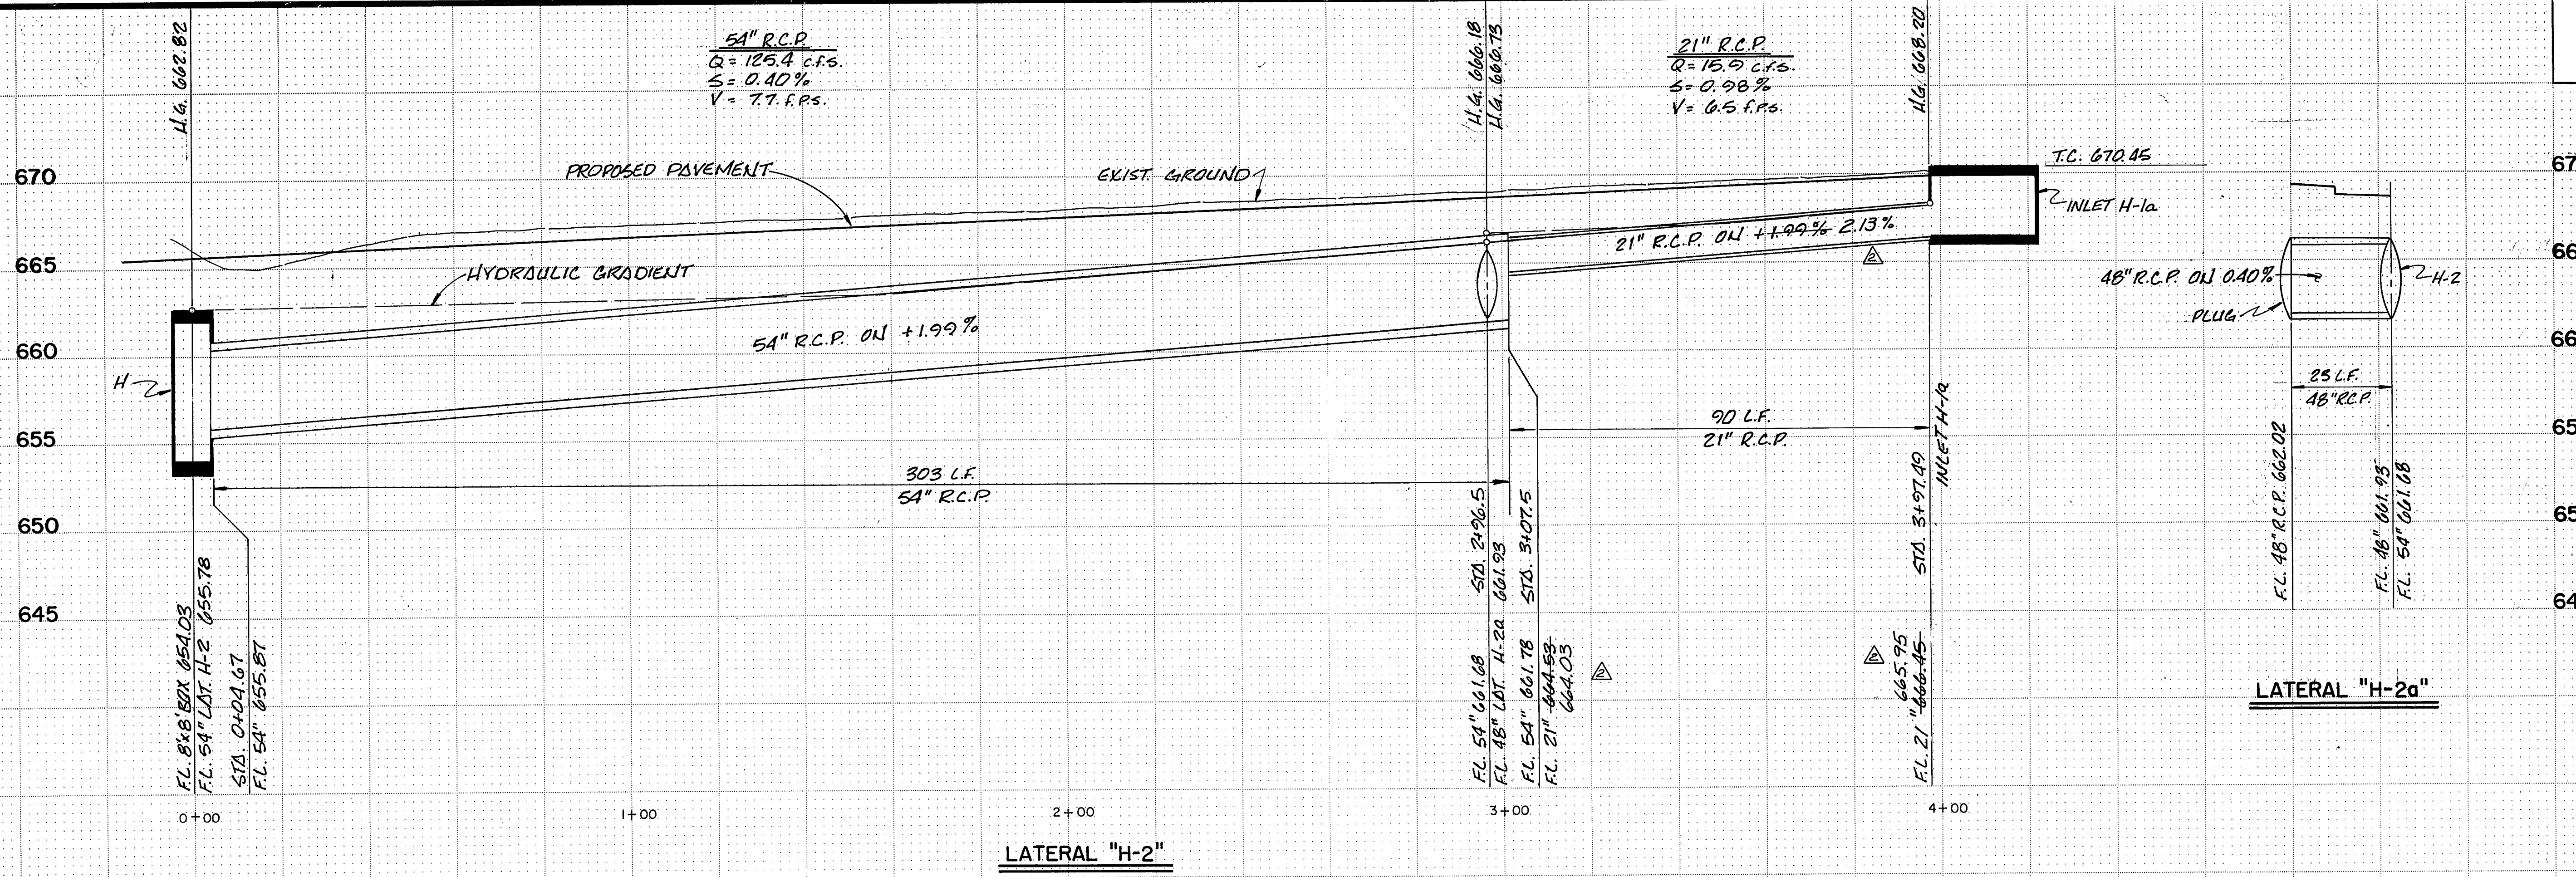 H.G. 662.82
54" R.C.P.
Q = 125.4 c.f.s.
S = 0.40%
V = 7.7 f.p.s.
H.G. 666.18
H.G. 666.73
21" R.C.P.
Q = 15.9 c.f.s.
S = 0.98%
V = 6.5 f.p.s.
H.G. 668.20
670
PROPOSED PAVEMENT
EXIST. GROUND
T.C. 670.45
INLET H-1a
67
665
HYDRAULIC GRADIENT
21" R.C.P. ON +1.99% 2.13%
2
66
48" R.C.P. ON 0.40%
H-2
PLUG
660
54" R.C.P. ON +1.99%
66
H
23 L.F.
48" R.C.P.
655
90 L.F.
21" R.C.P.
65
303 L.F.
54" R.C.P.
650
65
645
64
F.L. 8'x8' BOX 654.03
F.L. 54" LAT. H-2 655.78
STA. 0+04.67
F.L. 54" 655.87
F.L. 54" 661.68 STA. 2+96.5
F.L. 48" LAT. H-2a 661.93
F.L. 54" 661.78 STA. 3+07.5
F.L. 21" 664.53
664.03
2
2
665.95
F.L. 21" 666.45 STA. 3+97.49
INLET H-1a
F.L. 48" R.C.P. 662.02
F.L. 48" 661.93
F.L. 54" 661.68
LATERAL "H-2a"
0+00
1+00
2+00
3+00
4+00
LATERAL "H-2"